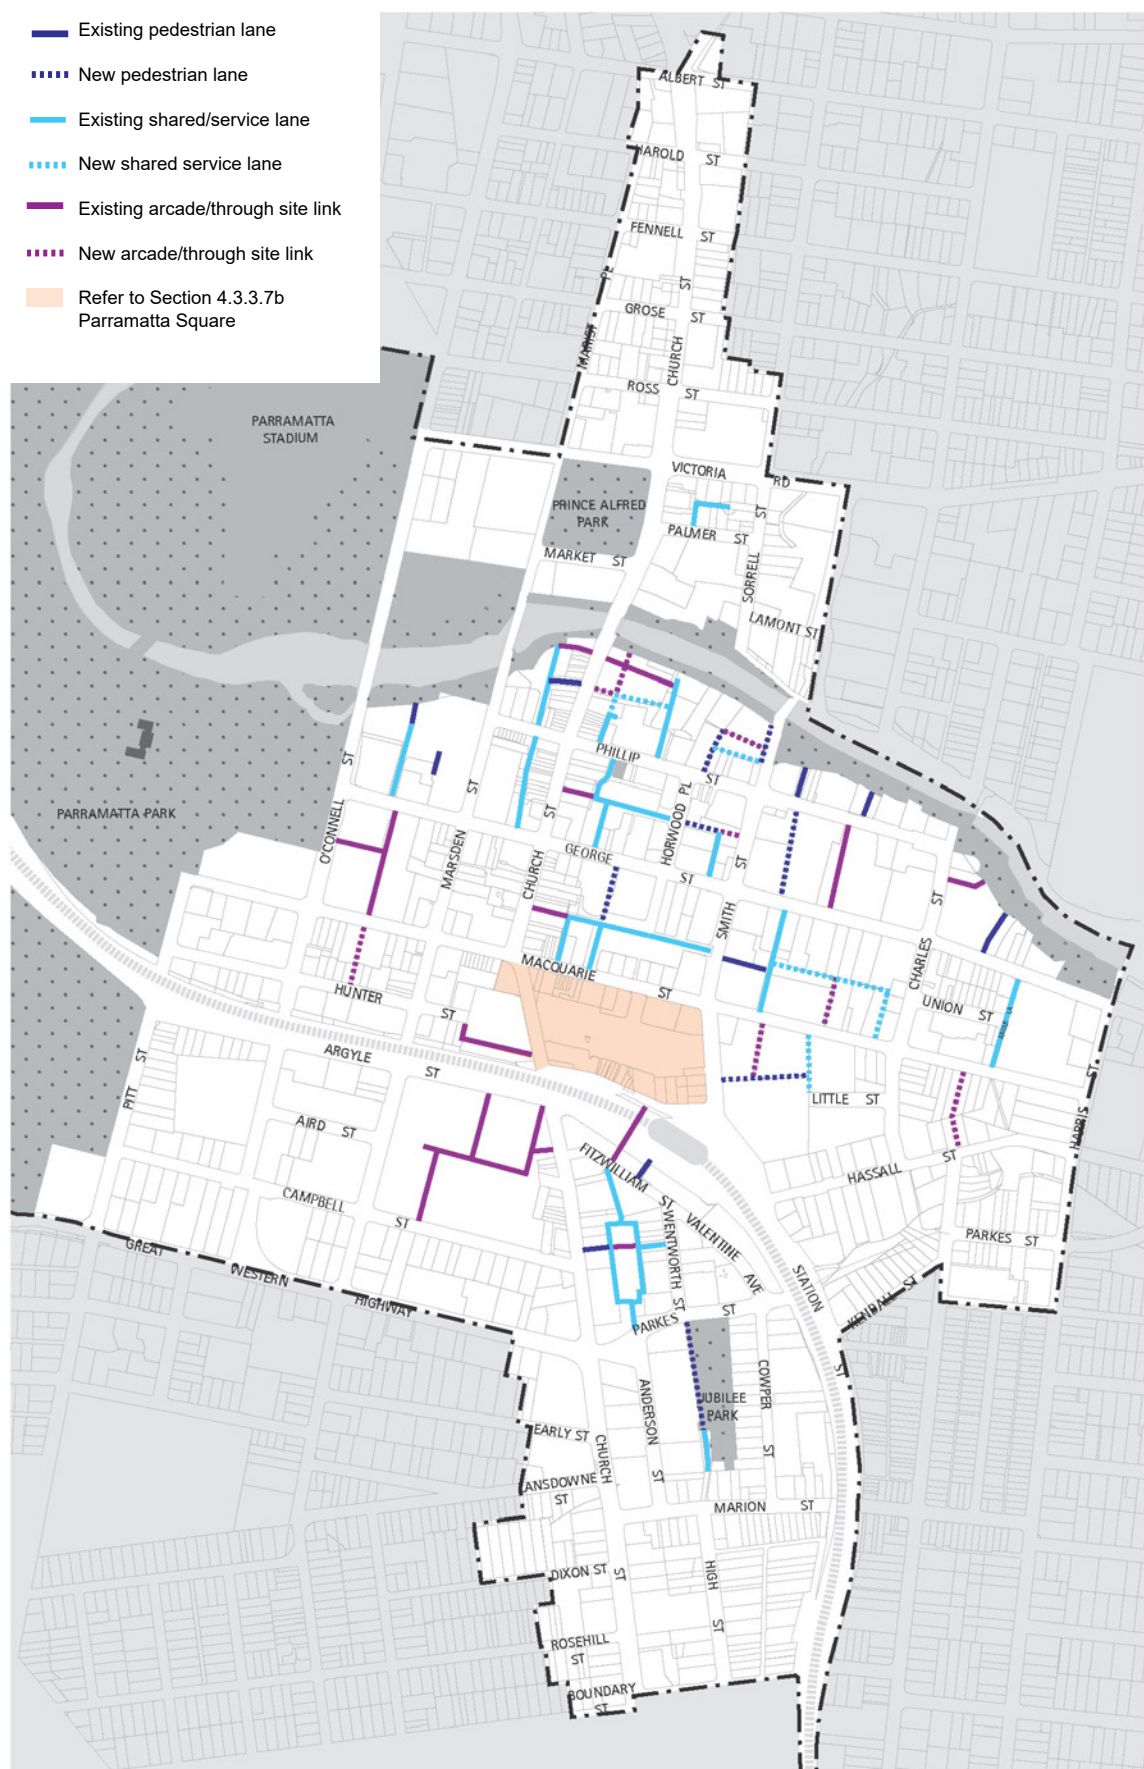 Existing pedestrian lane
New pedestrian lane
Existing shared/service lane
New shared service lane
Existing arcade/through site link
New arcade/through site link
Refer to Section 4.3.3.7b
Parramatta Square
ALBERT ST
HAROLD ST
FENNELL ST
PL
ST
GROSE ST
MARIST
CHURCH
ROSS ST
PARRAMATTA
STADIUM
VICTORIA RD
PRINCE ALFRED
PARK
ST
PALMER ST
MARKET ST
SORRELL
LAMONT ST
PHILLIP ST
ST
ST
ST
HORWOOD PL
PARRAMATTA PARK
O'CONNELL
MARSDEN
CHURCH
GEORGE ST
ST
SMITH
ST
CHARLES
MACQUARIE ST
HUNTER ST
UNION ST
ARGYLE ST
ST
PITT
LITTLE ST
ST
HARRIS
AIRD ST
FITZWILLIAM ST
HASSALL ST
CAMPBELL ST
WENTWORTH ST
VALENTINE AVE
STATION ST
PARKES ST
GREAT WESTERN HIGHWAY
KENDALL ST
PARKES ST
COWPER ST
JUBILEE
PARK
ANDERSON ST
EARLY ST
CHURCH ST
ANSDOWNE
ST
MARION ST
DIXON ST
HIGH ST
ROSEHILL
ST
BOUNDARY
ST